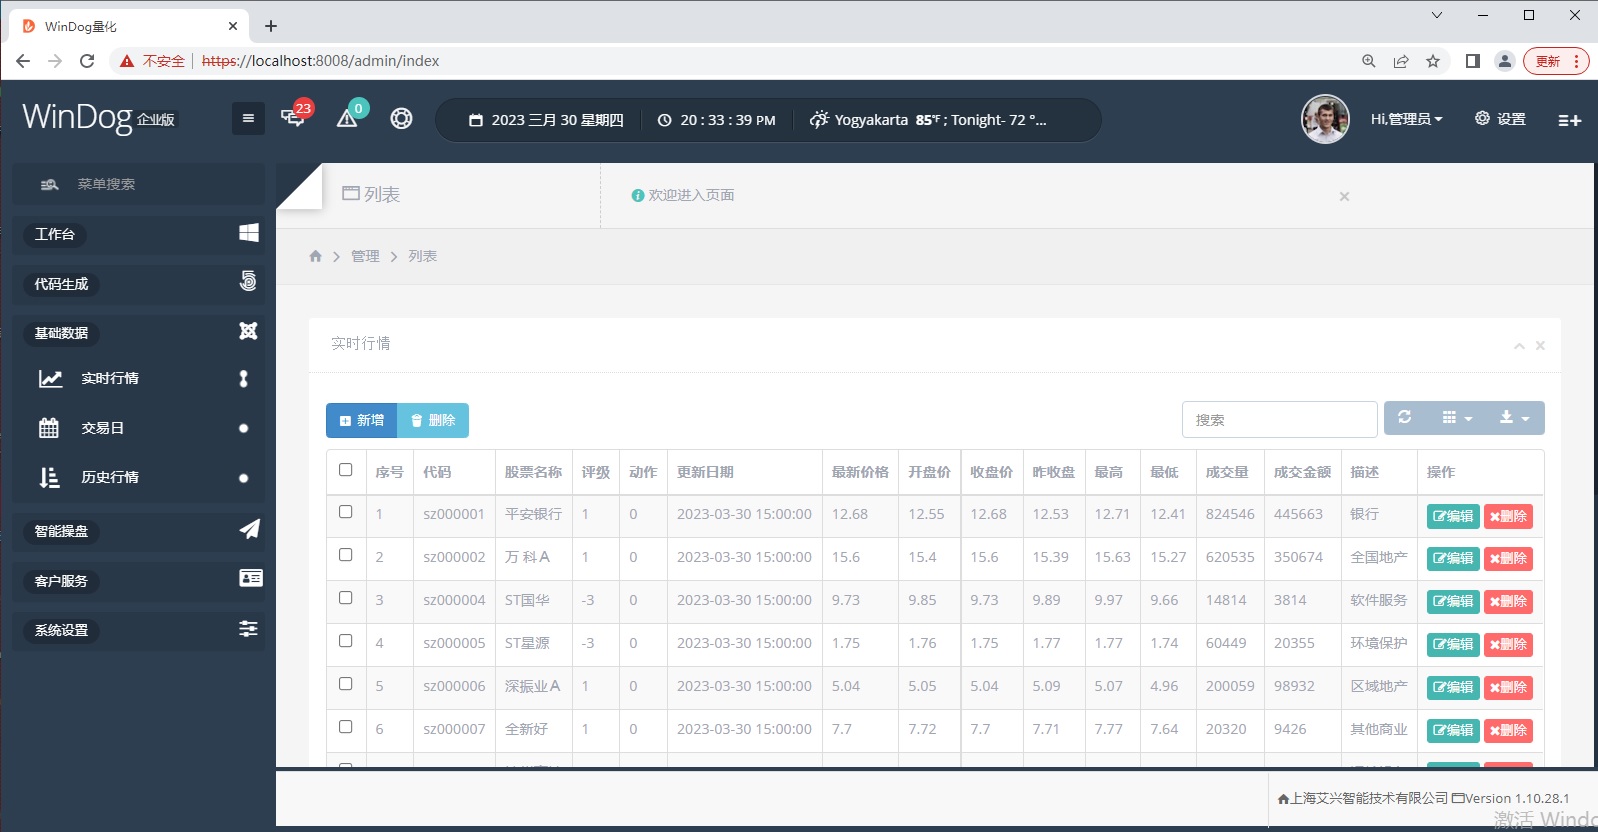 WinDog量化
不安全 https://localhost:8008/admin/index 更新
WinDog 企业版 23 0 2023 三月 30 星期四 20 : 33 : 39 PM Yogyakarta 85°F ; Tonight- 72 °... Hi,管理员 设置
菜单搜索
工作台
代码生成
基础数据
实时行情
交易日
历史行情
智能操盘
客户服务
系统设置
列表 欢迎进入页面
管理 列表
实时行情
新增 删除 搜索
序号 代码 股票名称 评级 动作 更新日期 最新价格 开盘价 收盘价 昨收盘 最高 最低 成交量 成交金额 描述 操作
1 sz000001 平安银行 1 0 2023-03-30 15:00:00 12.68 12.55 12.68 12.53 12.71 12.41 824546 445663 银行 编辑 删除
2 sz000002 万 科Ａ 1 0 2023-03-30 15:00:00 15.6 15.4 15.6 15.39 15.63 15.27 620535 350674 全国地产 编辑 删除
3 sz000004 ST国华 -3 0 2023-03-30 15:00:00 9.73 9.85 9.73 9.89 9.97 9.66 14814 3814 软件服务 编辑 删除
4 sz000005 ST星源 -3 0 2023-03-30 15:00:00 1.75 1.76 1.75 1.77 1.77 1.74 60449 20355 环境保护 编辑 删除
5 sz000006 深振业Ａ 1 0 2023-03-30 15:00:00 5.04 5.05 5.04 5.09 5.07 4.96 200059 98932 区域地产 编辑 删除
6 sz000007 全新好 1 0 2023-03-30 15:00:00 7.7 7.72 7.7 7.71 7.77 7.64 20320 9426 其他商业 编辑 删除
上海艾兴智能技术有限公司 Version 1.10.28.1
激活 Windo